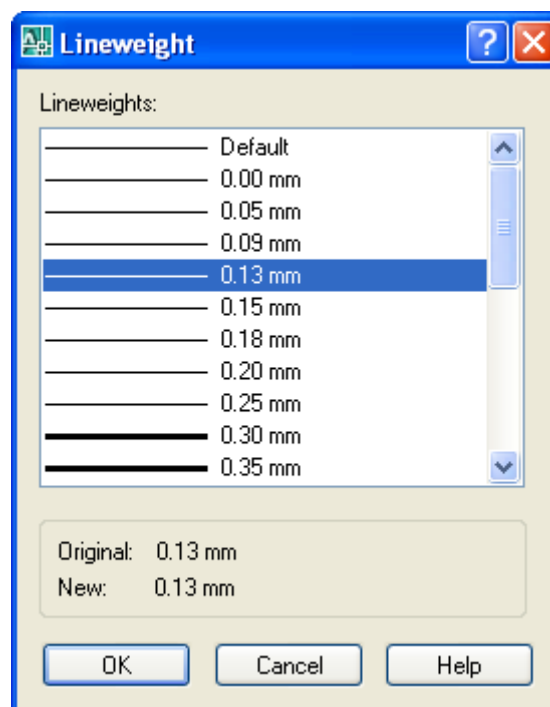 Lineweight
Lineweights:
Default
0.00 mm
0.05 mm
0.09 mm
0.13 mm
0.15 mm
0.18 mm
0.20 mm
0.25 mm
0.30 mm
0.35 mm
Original: 0.13 mm
New: 0.13 mm
OK Cancel Help